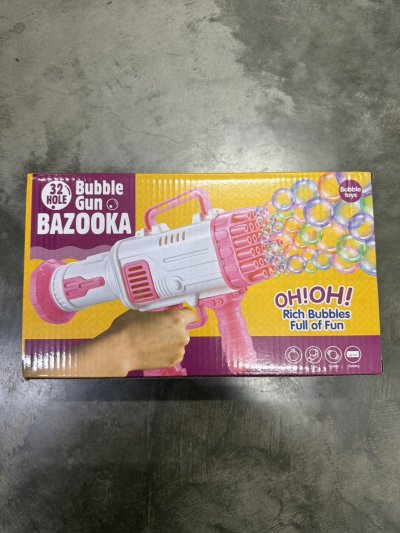 32
HOLE
Bubble
Gun
BAZOOKA
Bubble
toys
OH!OH!
Rich Bubbles
Full of Fun